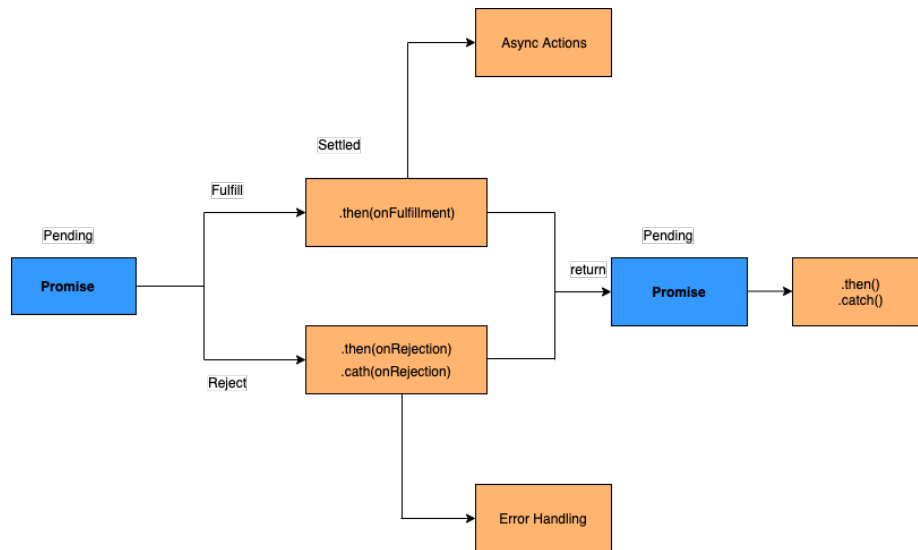 Async Actions
Settled
Fulfill
.then(onFulfillment)
Pending
Promise
Pending
return
Promise
.then()
.catch()
.then(onRejection)
.cath(onRejection)
Reject
Error Handling